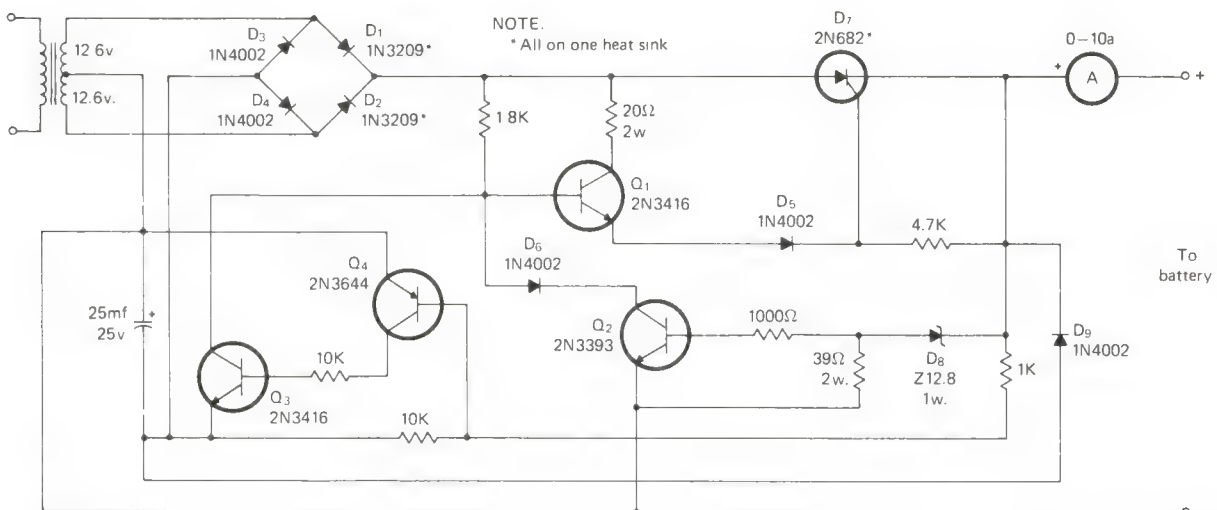 NOTE.
* All on one heat sink
12 6v
12.6v.
D3
1N4002
D1
1N3209*
D4
1N4002
D2
1N3209*
D7
2N682*
0–10a
+
A
+
1 8K
20Ω
2w
Q1
2N3416
D5
1N4002
4.7K
D6
1N4002
Q4
2N3644
To
battery
25mf
25v
+
Q2
2N3393
1000Ω
D9
1N4002
10K
39Ω
2w.
D8
Z12.8
1w.
1K
Q3
2N3416
10K